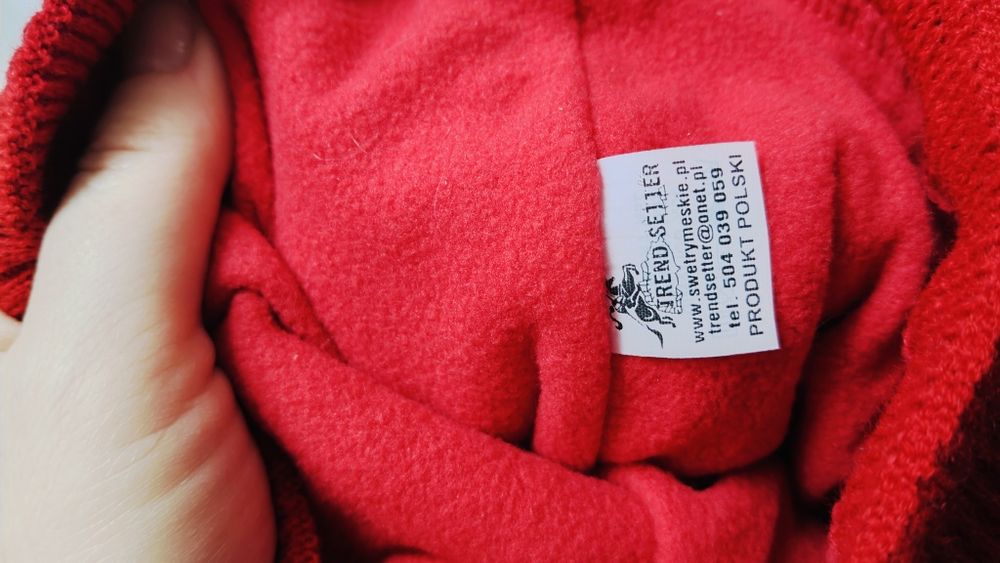 TREND SETTER
www.swetrymeskie.pl
trendsetter@onet.pl
tel. 504 039 059
PRODUKT POLSKI